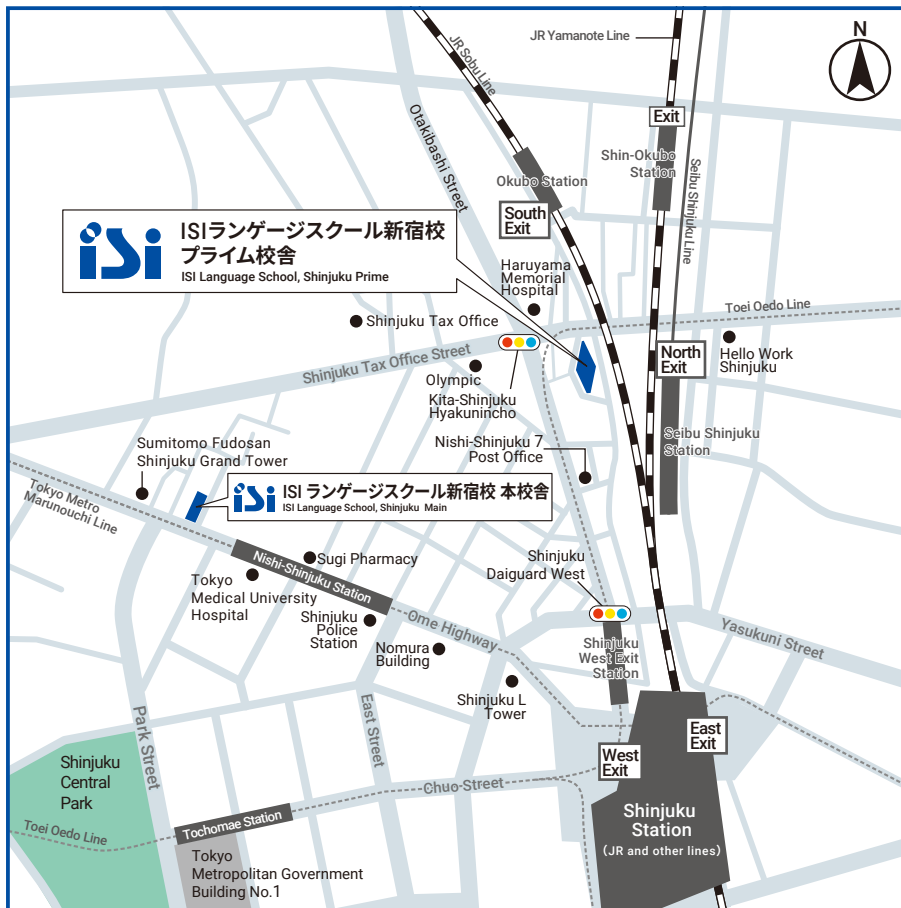 JR Yamanote Line
N
JR Sobu Line
Otakibashi Street
Exit
Shin-Okubo
Station
Seibu Shinjuku Line
Okubo Station
South
Exit
isi
ISIランゲージスクール新宿校
プライム校舎
ISI Language School, Shinjuku Prime
Haruyama
Memorial
Hospital
Toei Oedo Line
Shinjuku Tax Office
Shinjuku Tax Office Street
Olympic
Kita-Shinjuku
Hyakunincho
North
Exit
Hello Work
Shinjuku
Seibu Shinjuku
Station
Nishi-Shinjuku 7
Post Office
Sumitomo Fudosan
Shinjuku Grand Tower
isi
ISI ランゲージスクール新宿校 本校舎
ISI Language School, Shinjuku Main
Tokyo Metro
Marunouchi Line
Nishi-Shinjuku Station
Sugi Pharmacy
Tokyo
Medical University
Hospital
Shinjuku
Police
Station
Nomura
Building
Ome Highway
Shinjuku
Daiguard West
Shinjuku
West Exit
Station
Yasukuni Street
Shinjuku L
Tower
Park Street
East Street
West
Exit
East
Exit
Chuo Street
Shinjuku
Central
Park
Toei Oedo Line
Tochomae Station
Tokyo
Metropolitan Government
Building No.1
Shinjuku
Station
(JR and other lines)